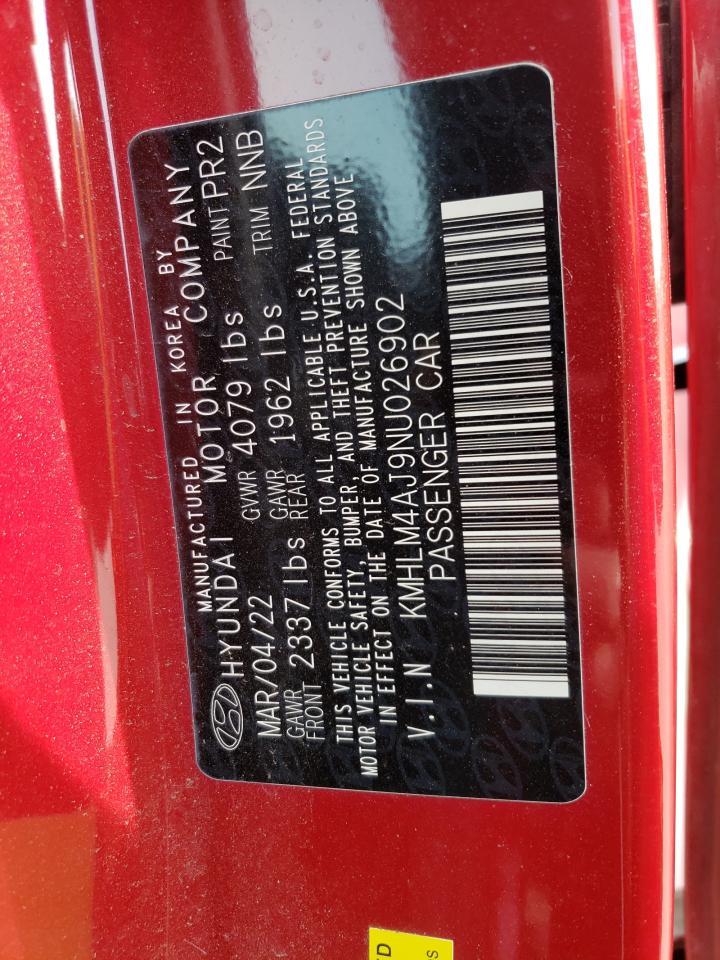 MANUFACTURED IN KOREA BY
HYUNDAI MOTOR COMPANY
MAR/04/22 GVWR 4079 lbs PAINT PR2
GAWR FRONT 2337 lbs GAWR REAR 1962 lbs TRIM NNB
THIS VEHICLE CONFORMS TO ALL APPLICABLE U.S.A. FEDERAL
MOTOR VEHICLE SAFETY, BUMPER, AND THEFT PREVENTION STANDARDS
IN EFFECT ON THE DATE OF MANUFACTURE SHOWN ABOVE.
V.I.N KMHLM4AJ9NU026902
PASSENGER CAR